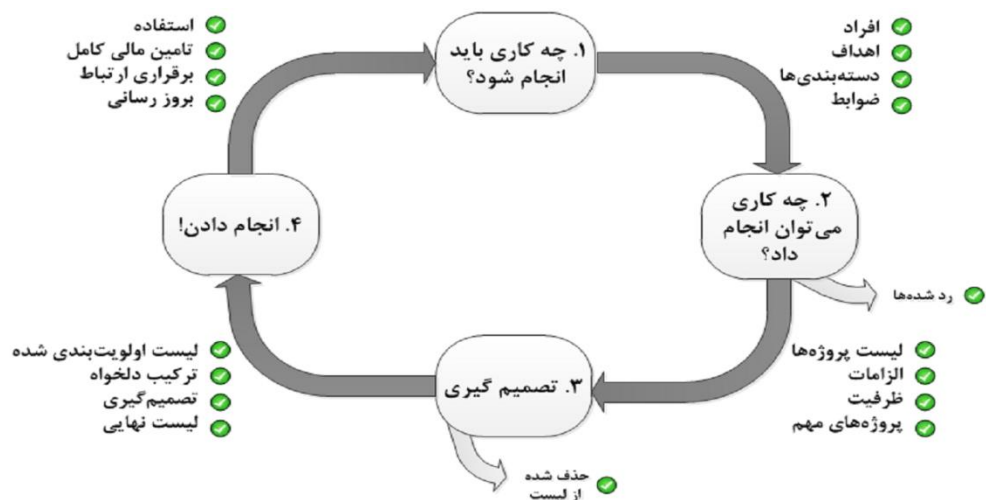 ۱. چه کاری باید
انجام شود؟
افراد
اهداف
دسته‌بندی‌ها
ضوابط
۲. چه کاری
می‌توان انجام
داد؟
رد شده‌ها
لیست پروژه‌ها
الزامات
ظرفیت
پروژه‌های مهم
۳. تصمیم گیری
حذف شده
از لیست
لیست اولویت‌بندی شده
ترکیب دلخواه
تصمیم‌گیری
لیست نهایی
۴. انجام دادن!
استفاده
تامین مالی کامل
برقراری ارتباط
بروز رسانی